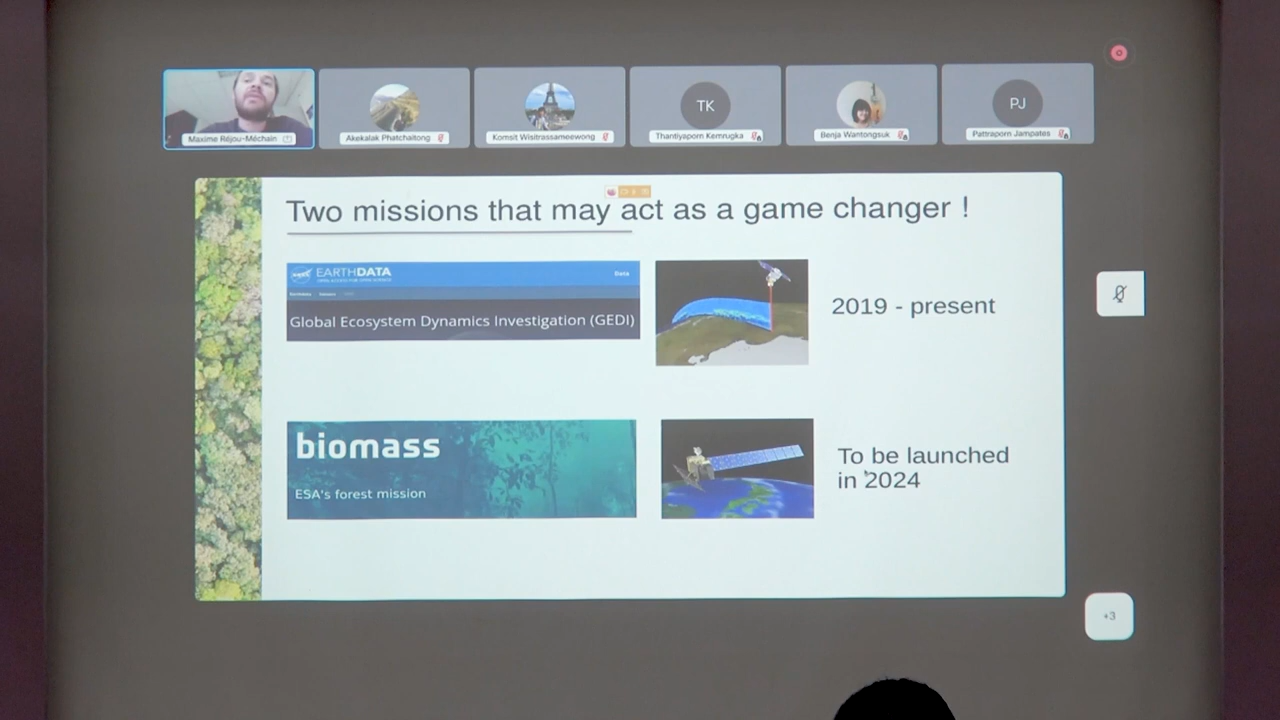 Maxime Réjou-Méchain
Akekalak Phatchaitong
Komsit Wisitrassameewong
TK
Thantiyaporn Kemrugka
Benja Wantongsuk
PJ
Pattraporn Jampates
Two missions that may act as a game changer !
EARTHDATA
Data
Global Ecosystem Dynamics Investigation (GEDI)
2019 - present
biomass
ESA's forest mission
To be launched
in 2024
+3